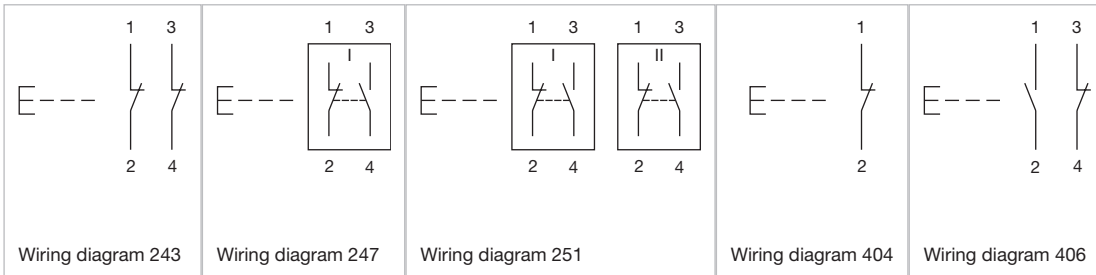 1 3
2 4
Wiring diagram 243
1 3
I
2 4
Wiring diagram 247
1 3
I
2 4
1 3
II
2 4
Wiring diagram 251
1
2
Wiring diagram 404
1 3
2 4
Wiring diagram 406